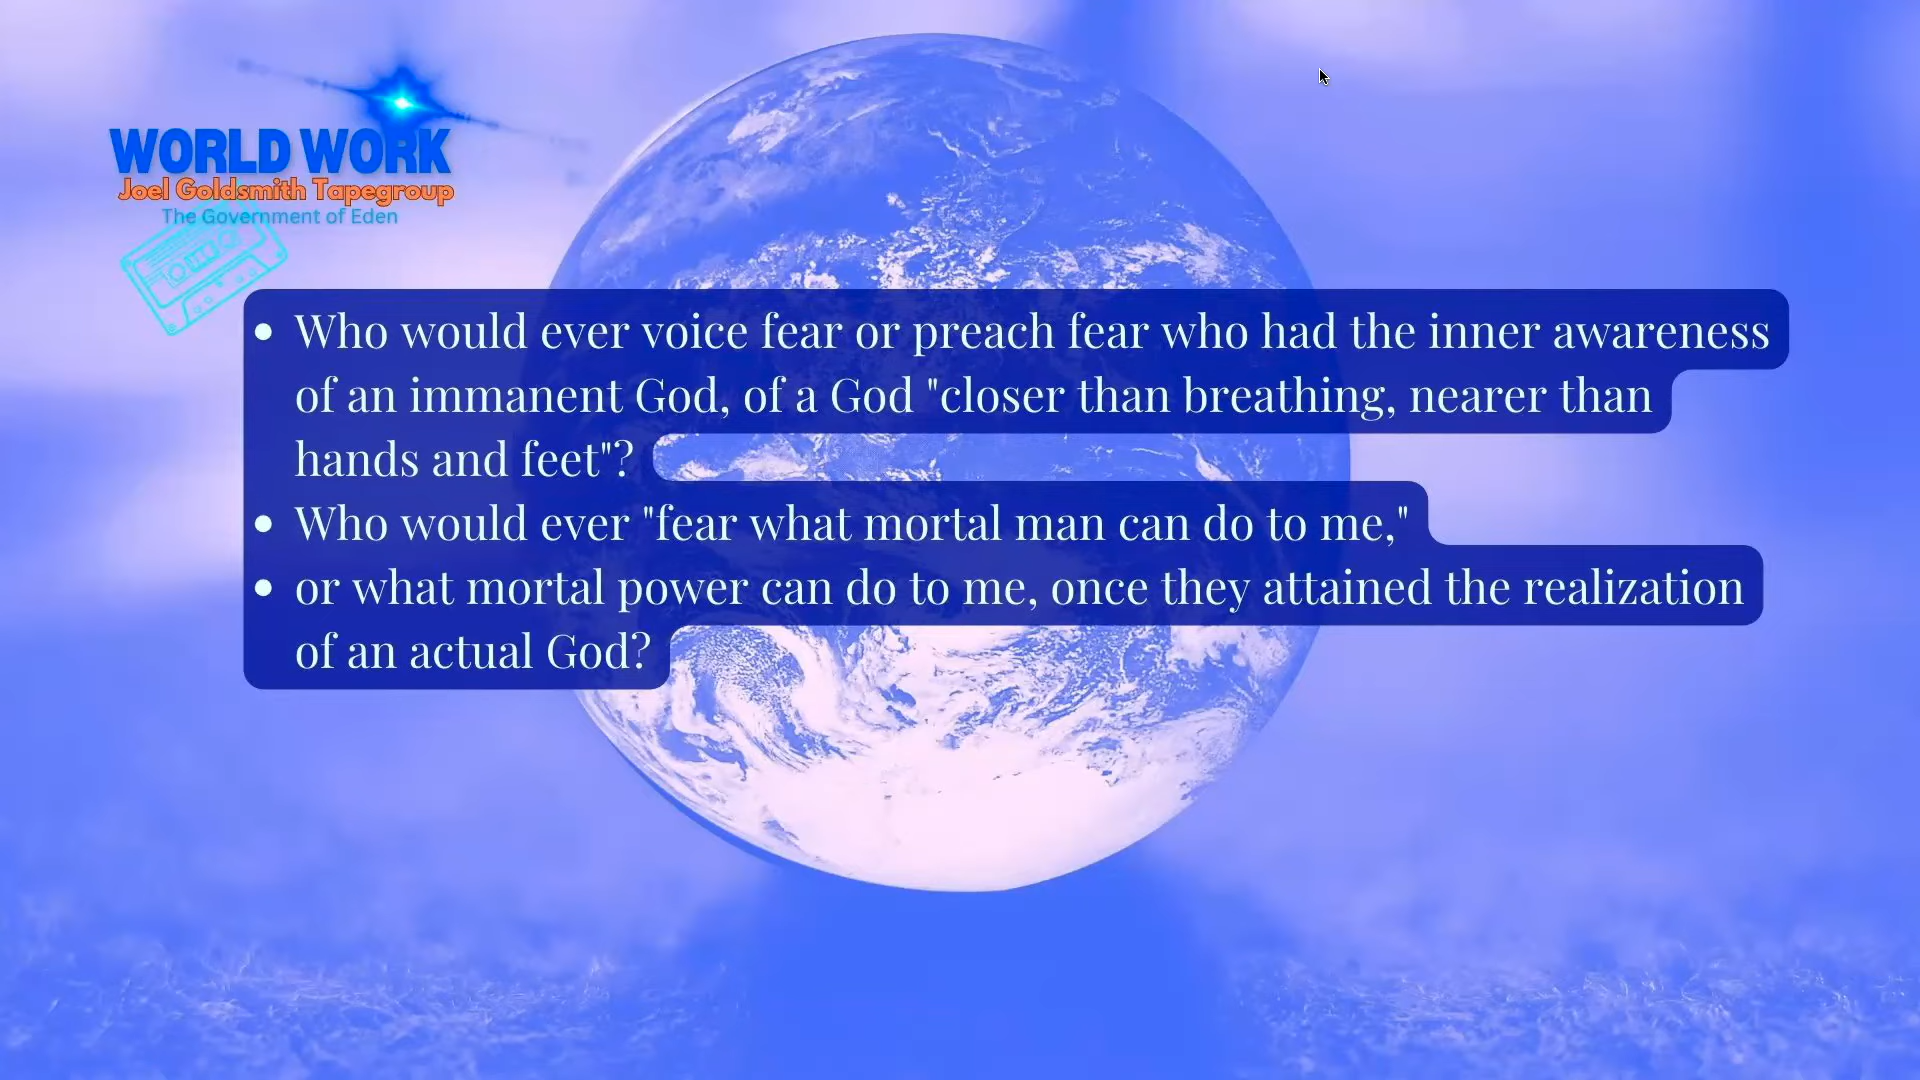 WORLD WORK
Joel Goldsmith Tapegroup
The Government of Eden
• Who would ever voice fear or preach fear who had the inner awareness
of an immanent God, of a God "closer than breathing, nearer than
hands and feet"?
• Who would ever "fear what mortal man can do to me,"
• or what mortal power can do to me, once they attained the realization
of an actual God?